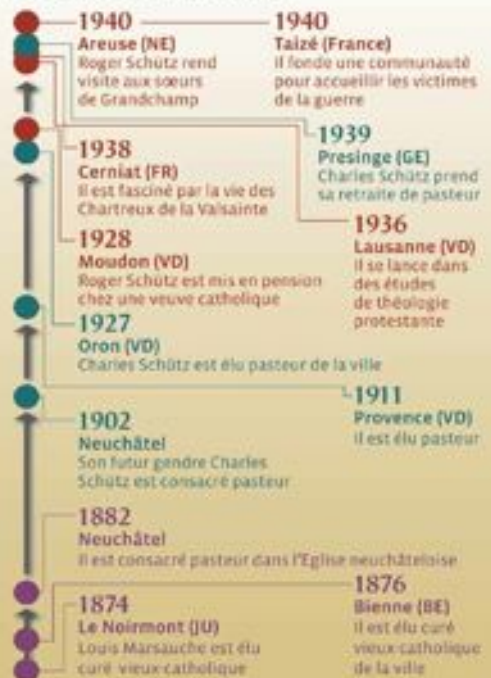 1940
Areuse (NE)
Roger Schütz rend
visite aux sœurs
de Grandchamp
1940
Taizé (France)
Il fonde une communauté
pour accueillir les victimes
de la guerre
1939
Presinge (GE)
Charles Schütz prend
sa retraite de pasteur
1938
Cerniat (FR)
Il est fasciné par la vie des
Chartreux de la Valsainte
1936
Lausanne (VD)
Il se lance dans
des études
de théologie
protestante
1928
Moudon (VD)
Roger Schütz est mis en pension
chez une veuve catholique
1927
Oron (VD)
Charles Schütz est élu pasteur de la ville
1911
Provence (VD)
Il est élu pasteur
1902
Neuchâtel
Son futur gendre Charles
Schütz est consacré pasteur
1882
Neuchâtel
Il est consacré pasteur dans l'Eglise neuchâteloise
1876
Bienne (BE)
Il est élu curé
vieux-catholique
de la ville
1874
Le Noirmont (JU)
Louis Marsauche est élu
curé vieux-catholique